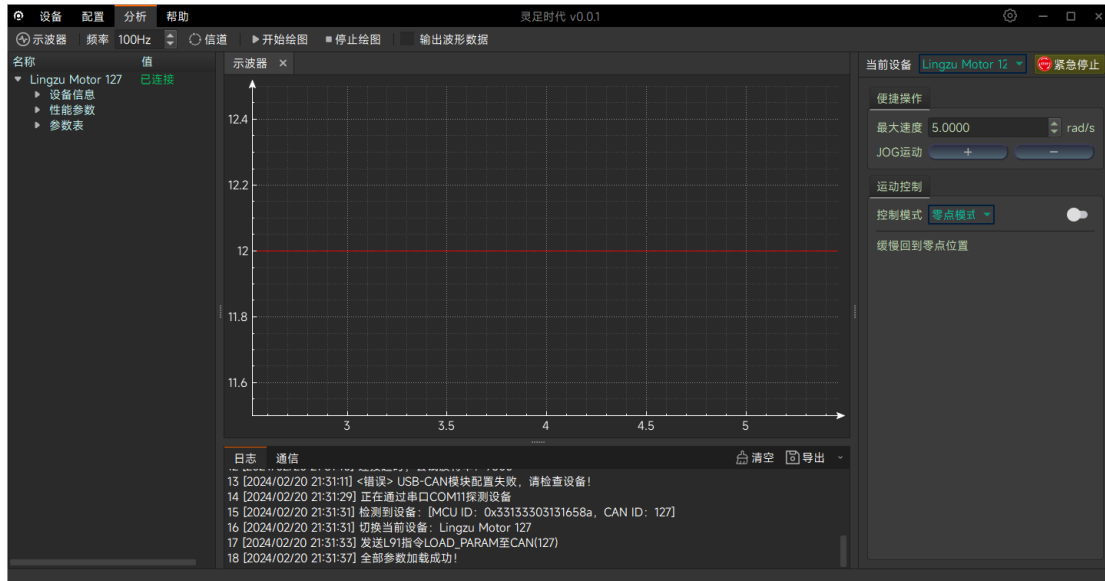 设备 配置 分析 帮助 灵足时代 v0.0.1
示波器 频率 100Hz 信道 开始绘图 停止绘图 输出波形数据
名称 值
Lingzu Motor 127 已连接
设备信息
性能参数
参数表
示波器 ×
12.4
12.2
12
11.8
11.6
3 3.5 4 4.5 5
日志 通信 清空 导出
13 [2024/02/20 21:31:11] <错误> USB-CAN模块配置失败，请检查设备！
14 [2024/02/20 21:31:29] 正在通过串口COM11探测设备
15 [2024/02/20 21:31:31] 检测到设备：[MCU ID：0x33133303131658a，CAN ID：127]
16 [2024/02/20 21:31:31] 切换当前设备：Lingzu Motor 127
17 [2024/02/20 21:31:33] 发送L91指令LOAD_PARAM至CAN(127)
18 [2024/02/20 21:31:37] 全部参数加载成功！
当前设备 Lingzu Motor 12 紧急停止
便捷操作
最大速度 5.0000 rad/s
JOG运动 + −
运动控制
控制模式 零点模式
缓慢回到零点位置